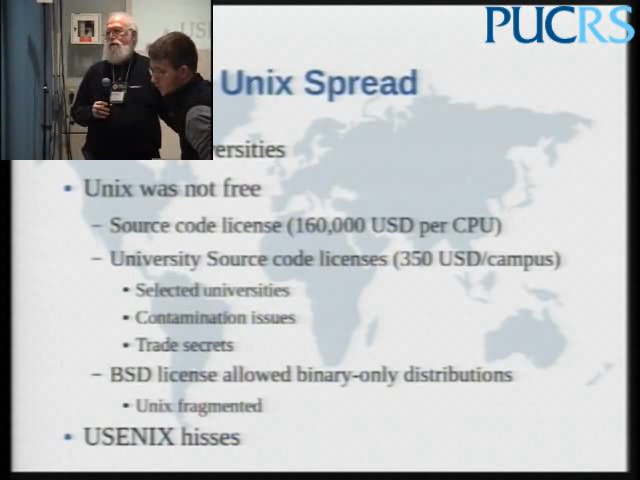 PUCRS
Unix Spread
ersities
• Unix was not free
– Source code license (160,000 USD per CPU)
– University Source code licenses (350 USD/campus)
• Selected universities
• Contamination issues
• Trade secrets
– BSD license allowed binary-only distributions
• Unix fragmented
• USENIX hisses